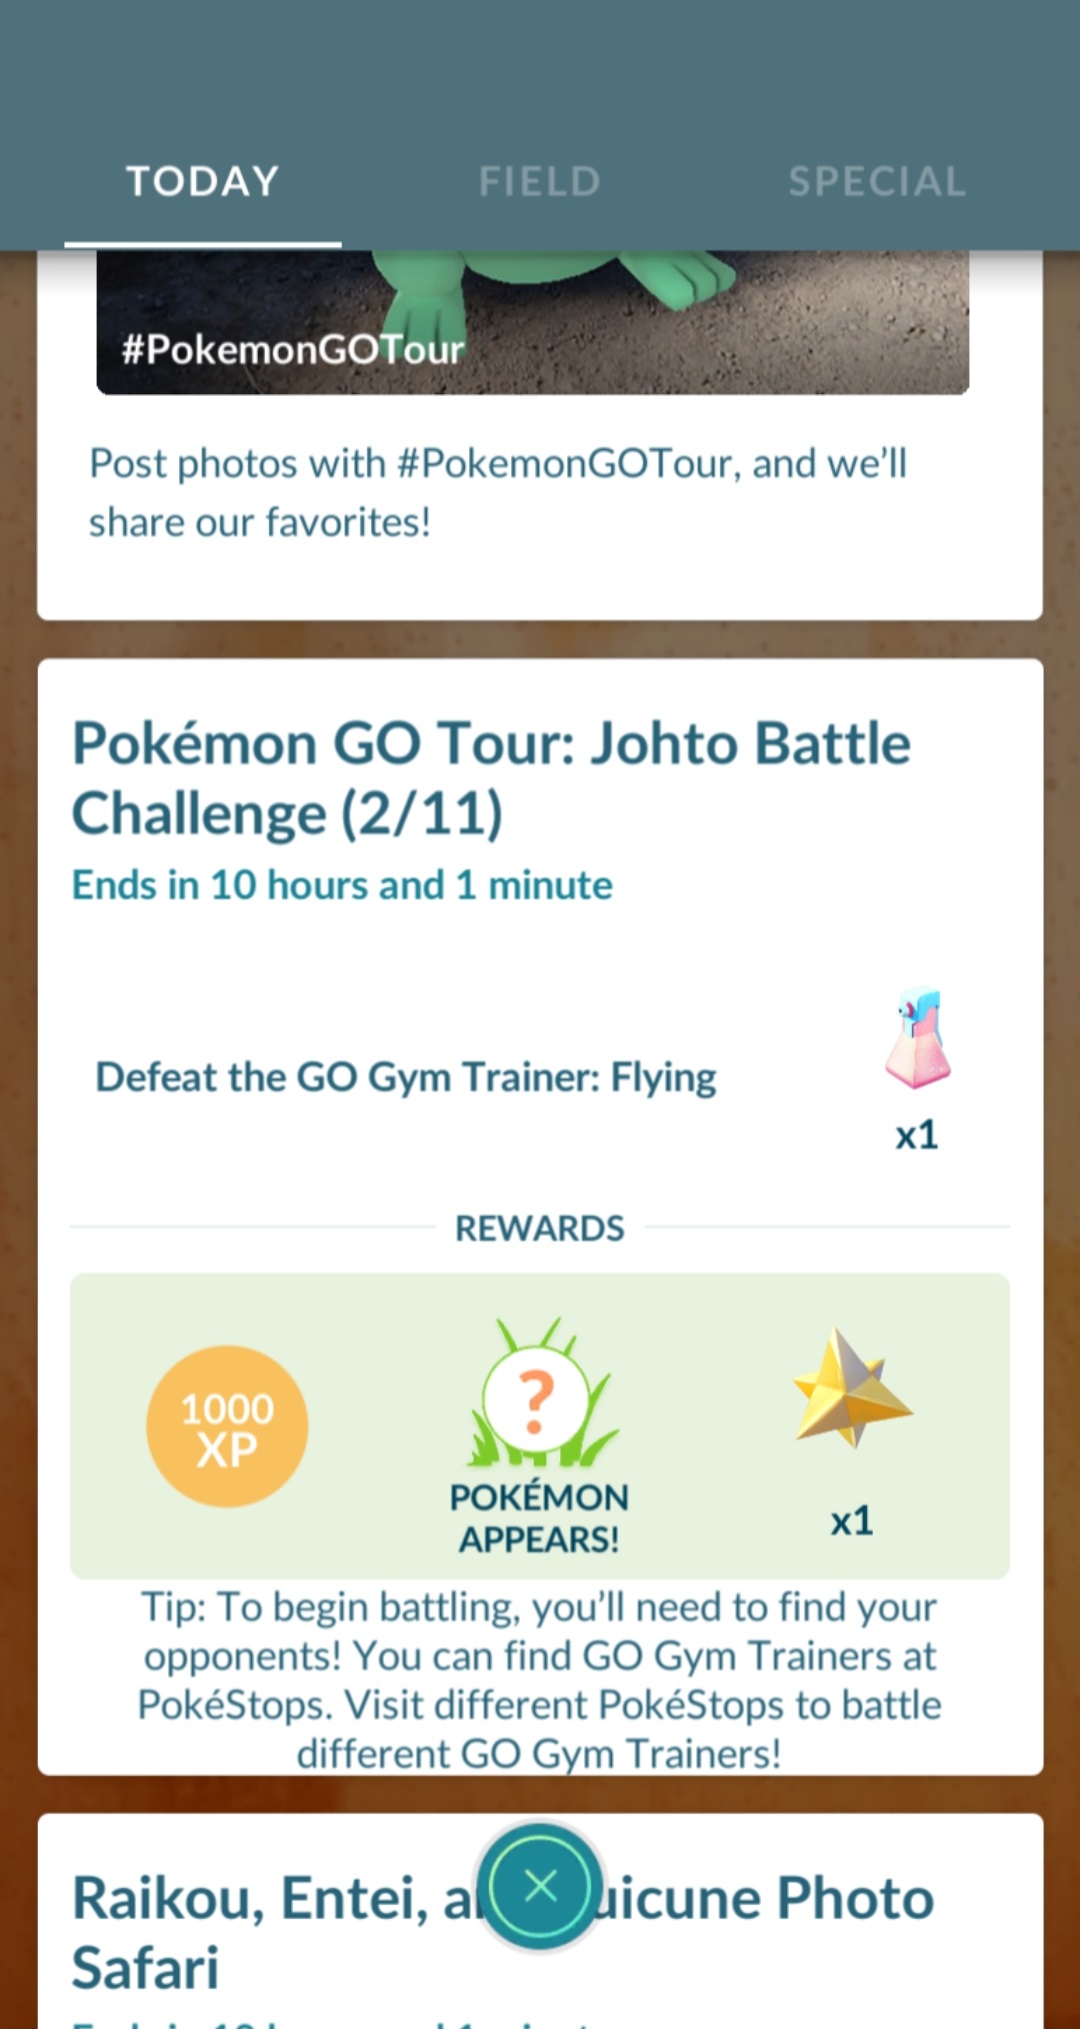 TODAY
FIELD
SPECIAL
#PokemonGOTour
Post photos with #PokemonGOTour, and we’ll
share our favorites!
Pokémon GO Tour: Johto Battle
Challenge (2/11)
Ends in 10 hours and 1 minute
Defeat the GO Gym Trainer: Flying
x1
REWARDS
1000
XP
?
POKÉMON
APPEARS!
x1
Tip: To begin battling, you’ll need to find your
opponents! You can find GO Gym Trainers at
PokéStops. Visit different PokéStops to battle
different GO Gym Trainers!
Raikou, Entei, Photo
Safari